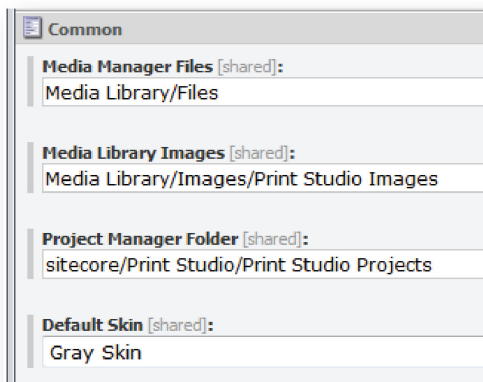 Common
Media Manager Files [shared]:
Media Library/Files
Media Library Images [shared]:
Media Library/Images/Print Studio Images
Project Manager Folder [shared]:
sitecore/Print Studio/Print Studio Projects
Default Skin [shared]:
Gray Skin